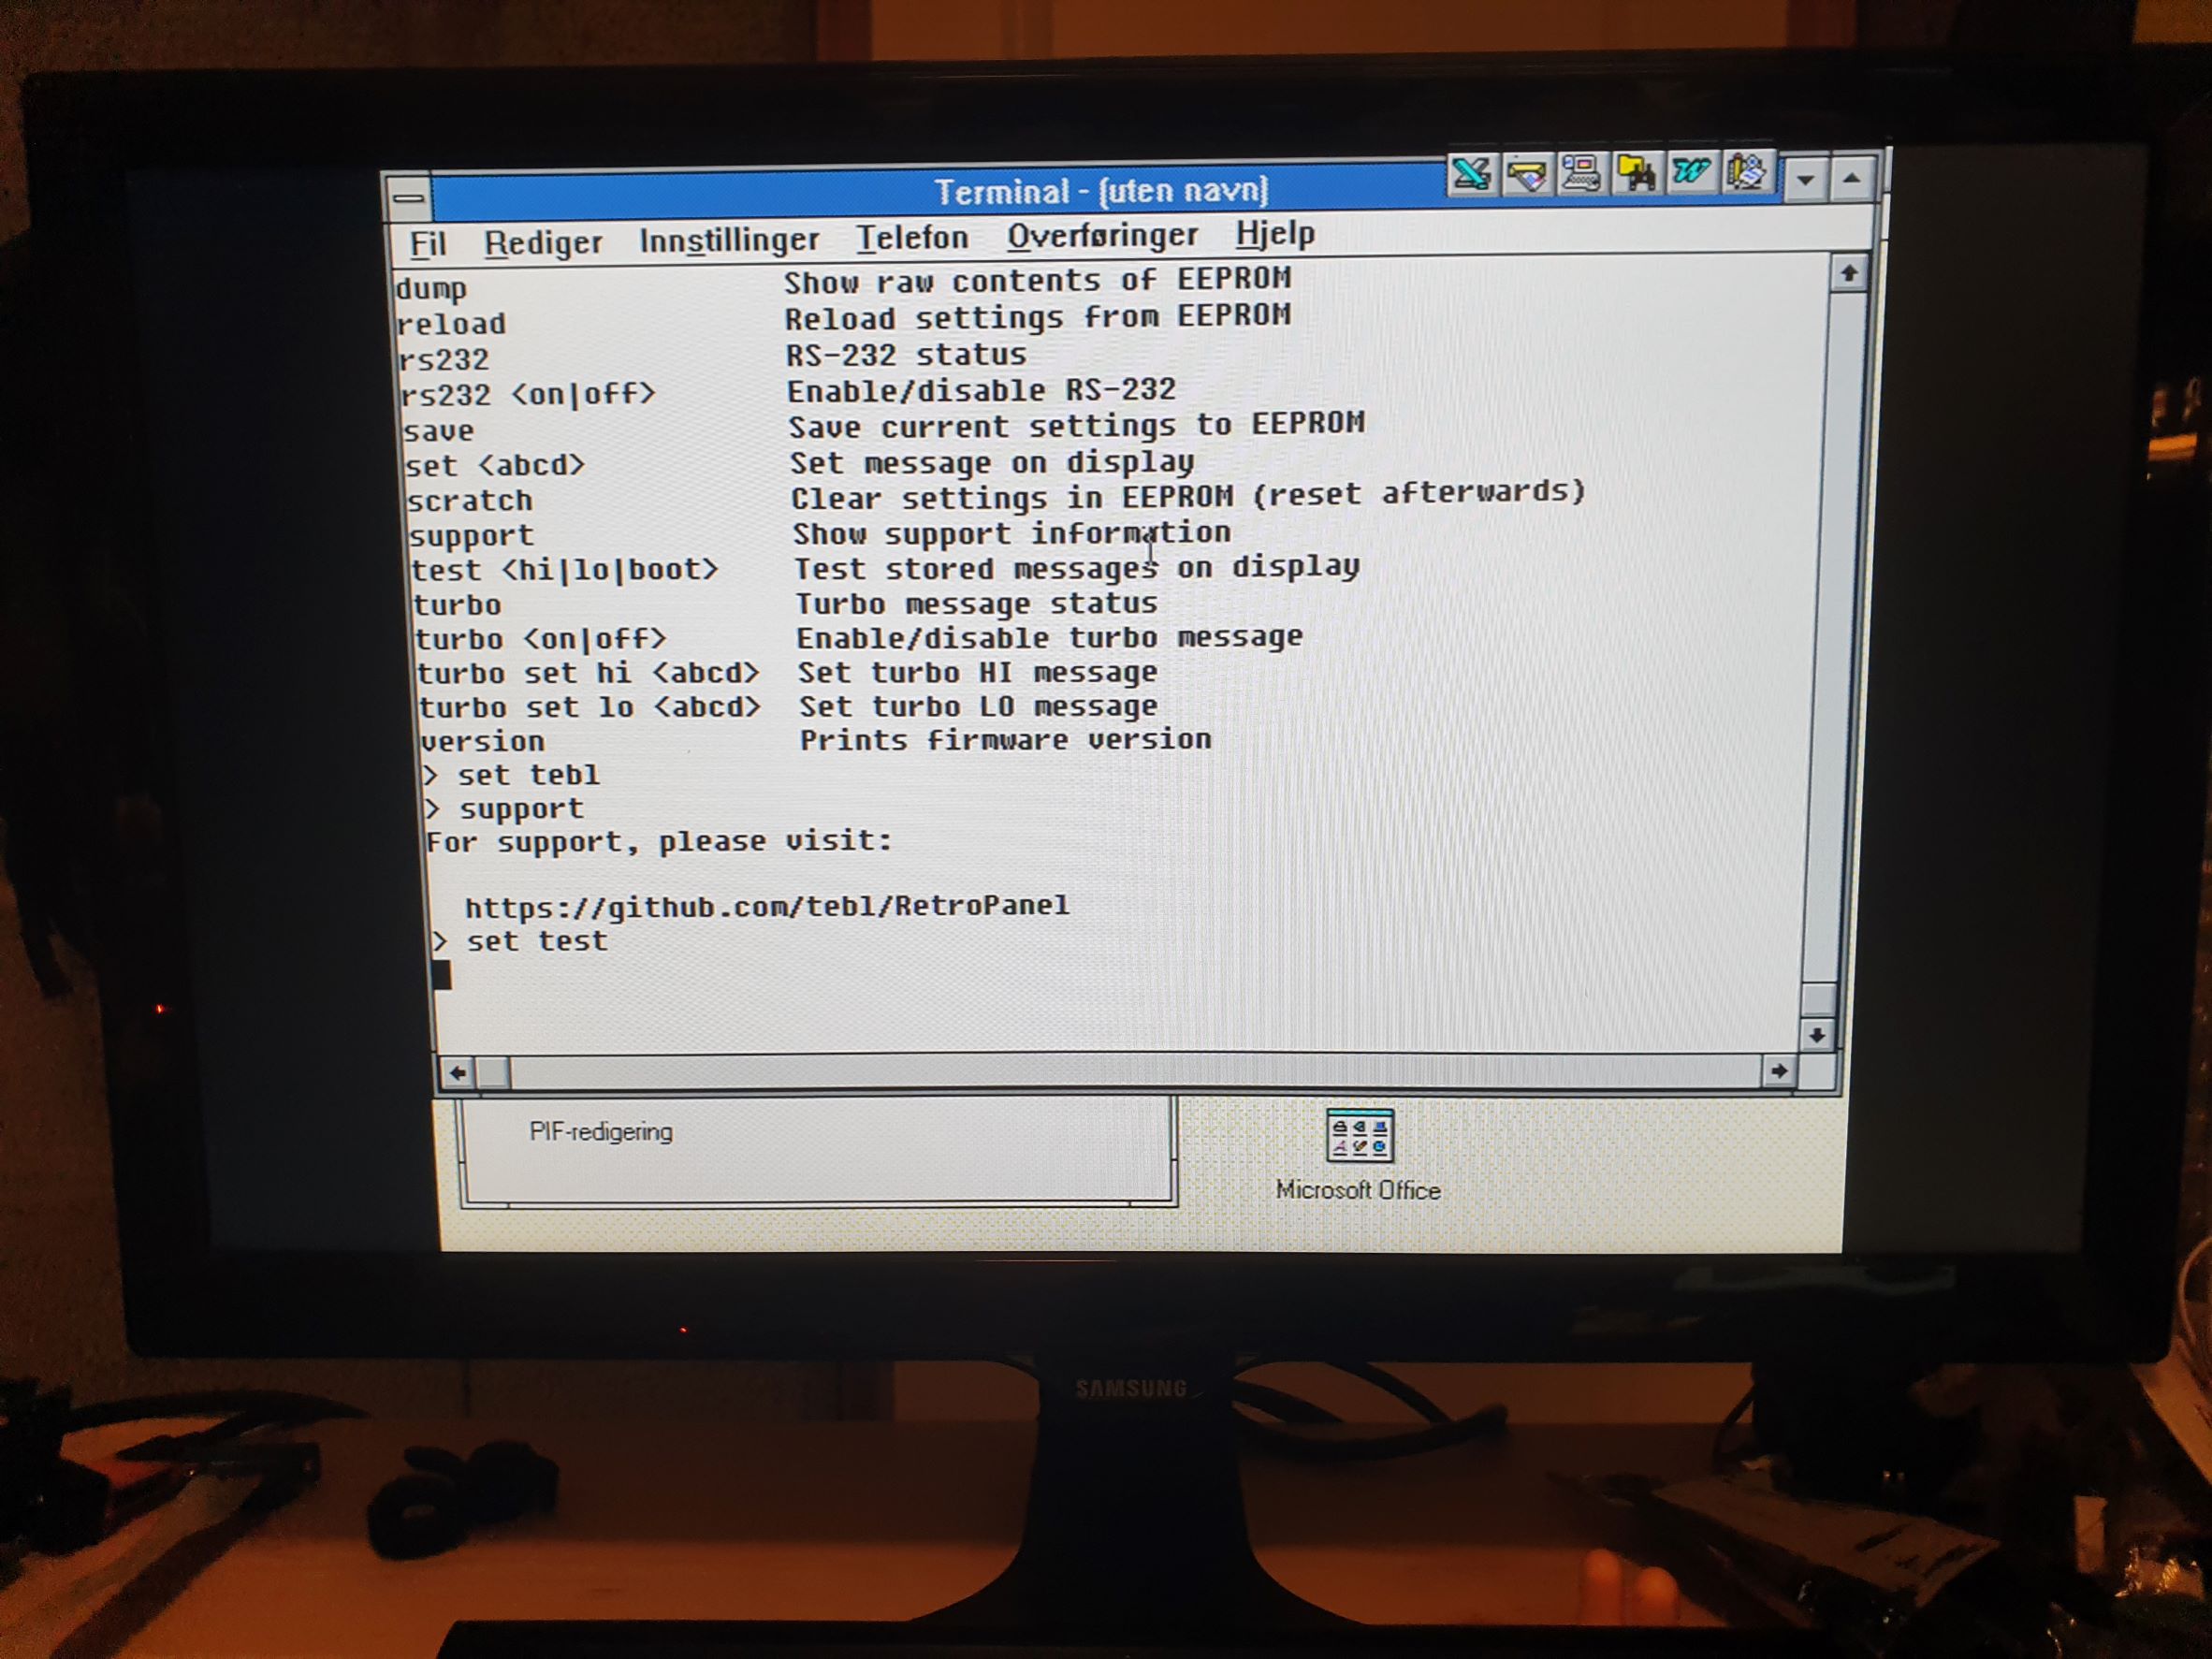 Terminal - (uten navn)
Fil Rediger Innstillinger Telefon Overføringer Hjelp
dump Show raw contents of EEPROM
reload Reload settings from EEPROM
rs232 RS-232 status
rs232 <on|off> Enable/disable RS-232
save Save current settings to EEPROM
set <abcd> Set message on display
scratch Clear settings in EEPROM (reset afterwards)
support Show support information
test <hi|lo|boot> Test stored messages on display
turbo Turbo message status
turbo <on|off> Enable/disable turbo message
turbo set hi <abcd> Set turbo HI message
turbo set lo <abcd> Set turbo LO message
version Prints firmware version
> set tebl
> support
For support, please visit:
https://github.com/tebl/RetroPanel
> set test
PIF-redigering
Microsoft Office
SAMSUNG